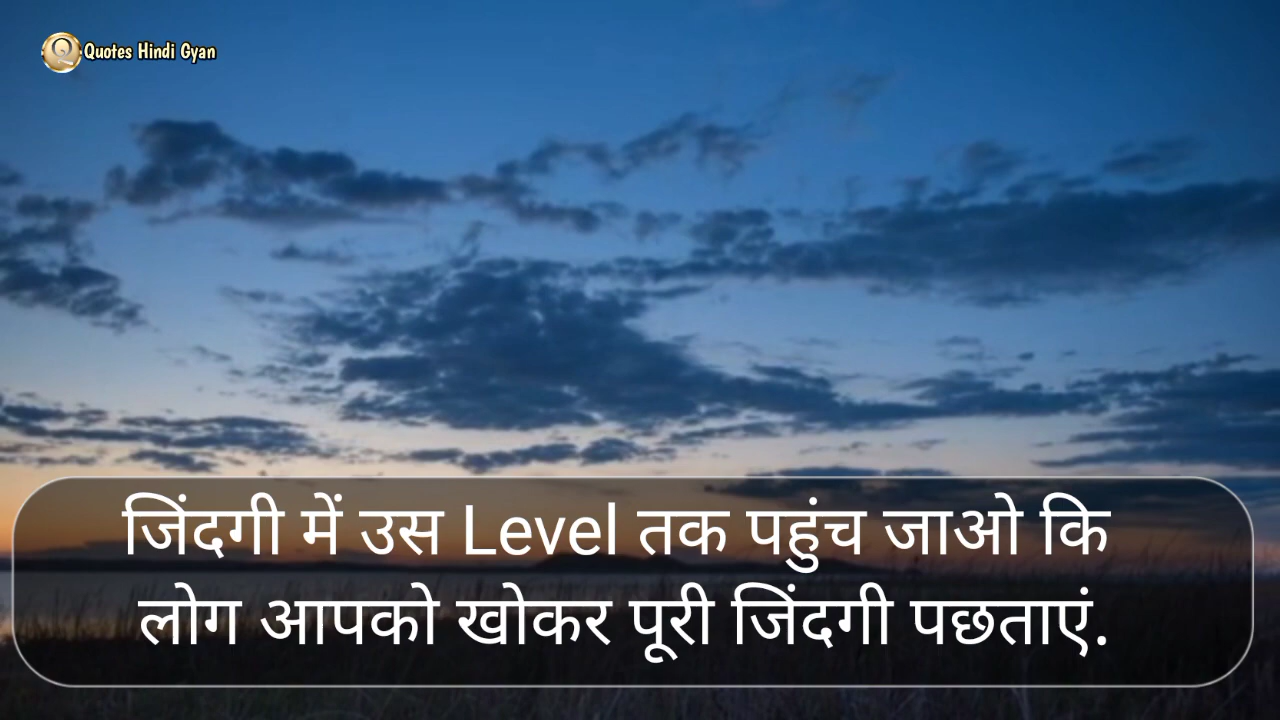 Quotes Hindi Gyan
जिंदगी में उस Level तक पहुंच जाओ कि
लोग आपको खोकर पूरी जिंदगी पछताएं.